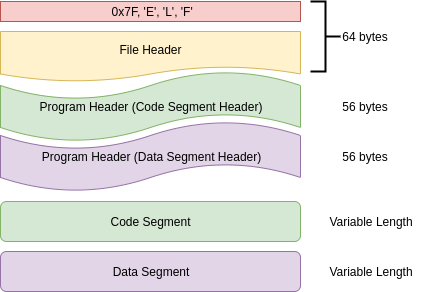 0x7F, 'E', 'L', 'F'
File Header
64 bytes
Program Header (Code Segment Header)
56 bytes
Program Header (Data Segment Header)
56 bytes
Code Segment
Variable Length
Data Segment
Variable Length